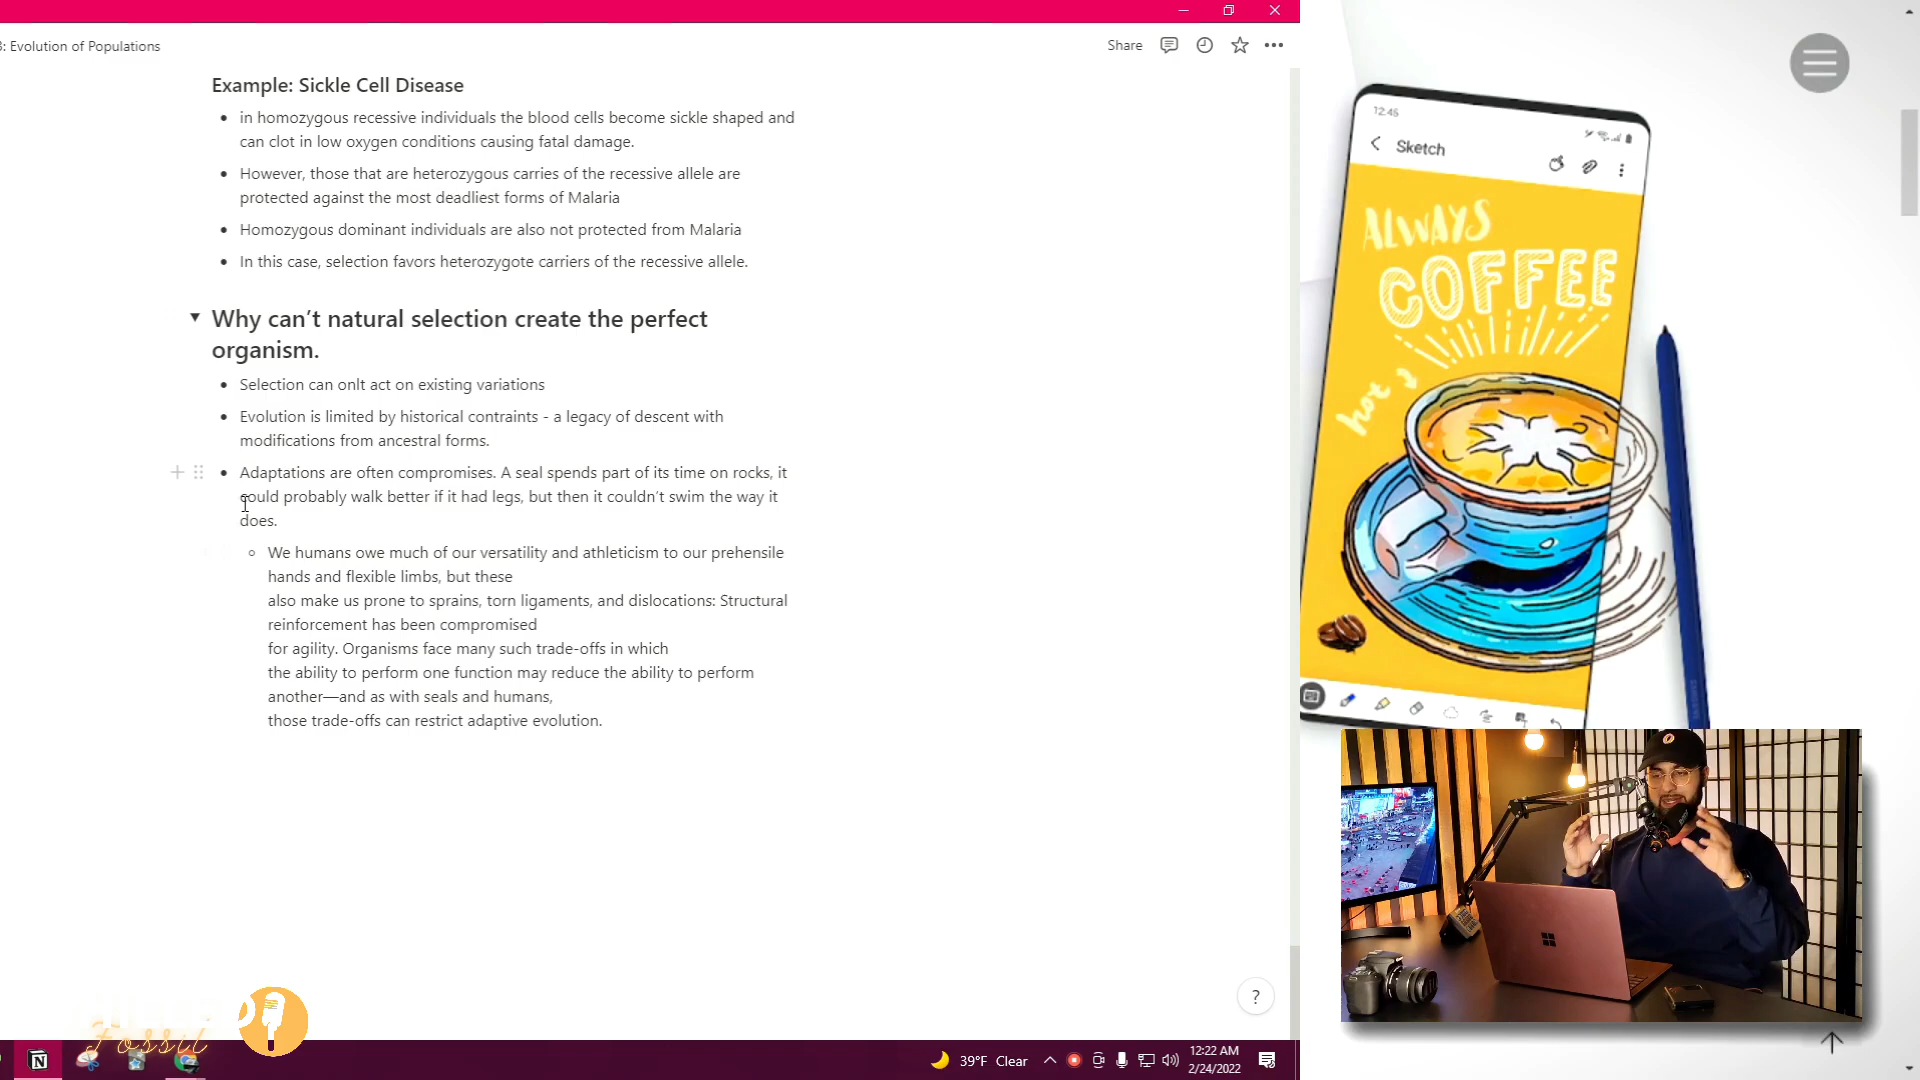 3: Evolution of Populations
Share
Example: Sickle Cell Disease
in homozygous recessive individuals the blood cells become sickle shaped and
can clot in low oxygen conditions causing fatal damage.
However, those that are heterozygous carries of the recessive allele are
protected against the most deadliest forms of Malaria
Homozygous dominant individuals are also not protected from Malaria
In this case, selection favors heterozygote carriers of the recessive allele.
Why can't natural selection create the perfect
organism.
Selection can onlt act on existing variations
Evolution is limited by historical contraints - a legacy of descent with
modifications from ancestral forms.
Adaptations are often compromises. A seal spends part of its time on rocks, it
could probably walk better if it had legs, but then it couldn't swim the way it
does.
We humans owe much of our versatility and athleticism to our prehensile
hands and flexible limbs, but these
also make us prone to sprains, torn ligaments, and dislocations: Structural
reinforcement has been compromised
for agility. Organisms face many such trade-offs in which
the ability to perform one function may reduce the ability to perform
another—and as with seals and humans,
those trade-offs can restrict adaptive evolution.
?
39°F Clear
12:22 AM
2/24/2022
12:45
Sketch
ALWAYS
COFFEE
hot